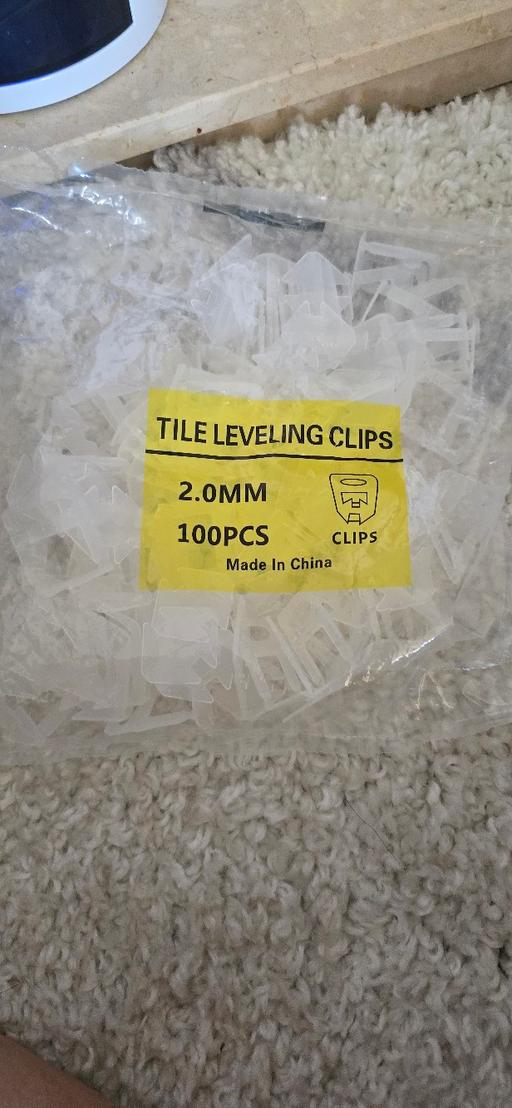 TILE LEVELING CLIPS
2.0MM
100PCS
CLIPS
Made In China